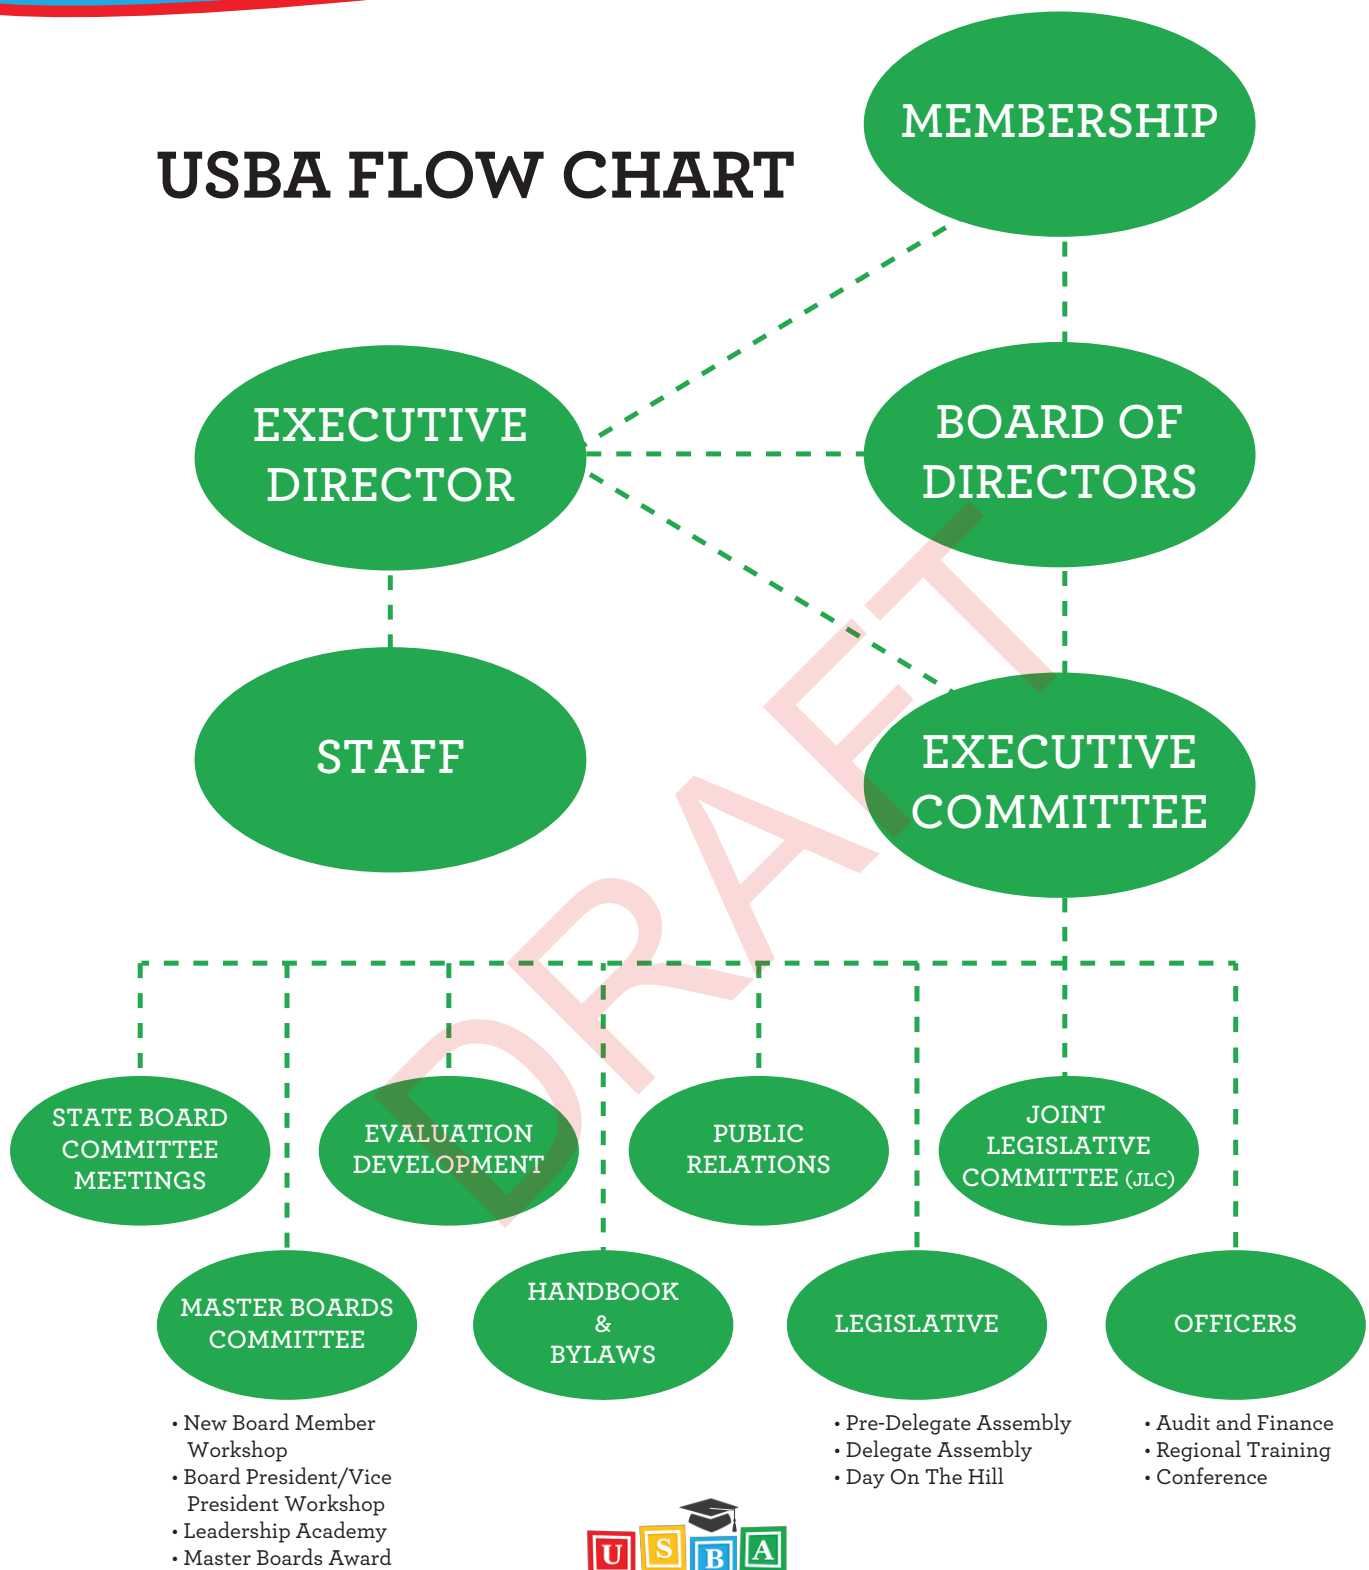 MEMBERSHIP
USBA FLOW CHART
EXECUTIVE
DIRECTOR
BOARD OF
DIRECTORS
STAFF
EXECUTIVE
COMMITTEE
DRAFT
STATE BOARD
COMMITTEE
MEETINGS
EVALUATION
DEVELOPMENT
PUBLIC
RELATIONS
JOINT
LEGISLATIVE
COMMITTEE (JLC)
MASTER BOARDS
COMMITTEE
HANDBOOK
&
BYLAWS
LEGISLATIVE
OFFICERS
• New Board Member
Workshop
• Board President/Vice
President Workshop
• Leadership Academy
• Master Boards Award
• Pre-Delegate Assembly
• Delegate Assembly
• Day On The Hill
• Audit and Finance
• Regional Training
• Conference
U S B A